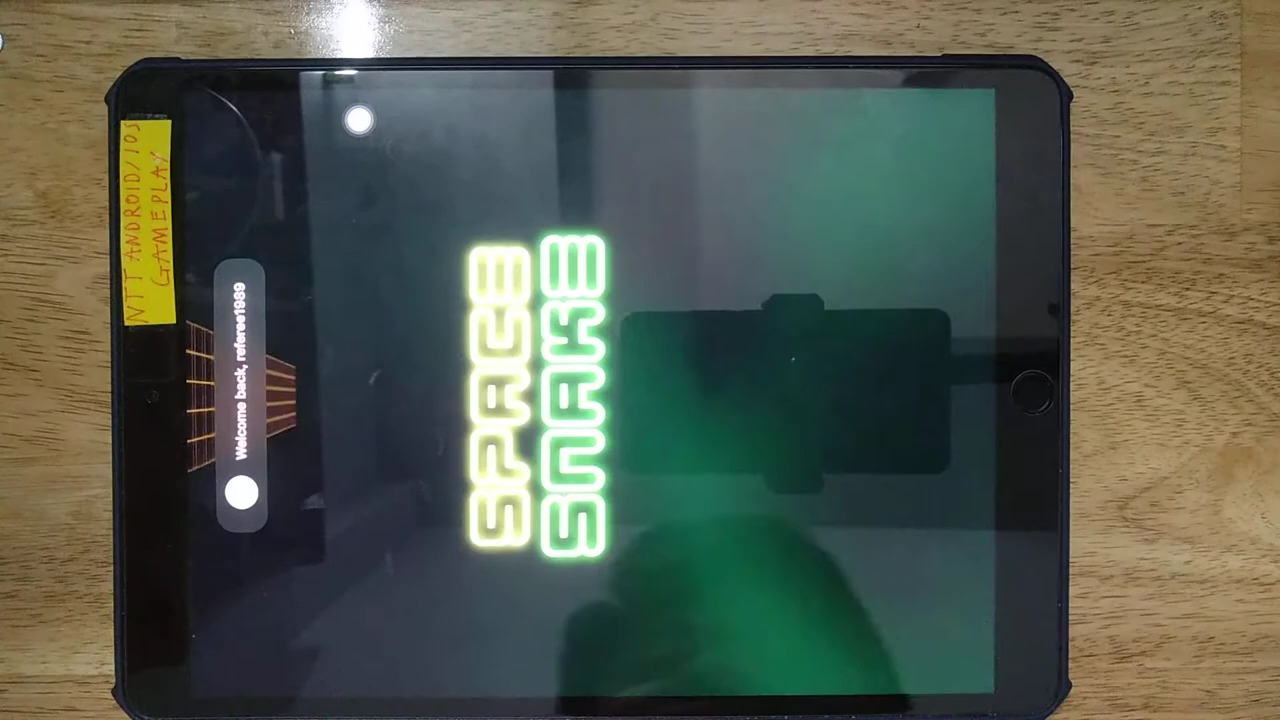 NTT ANDROID/IOS
GAMEPLAY
Welcome back, referee1989
SPACE
SNAKE